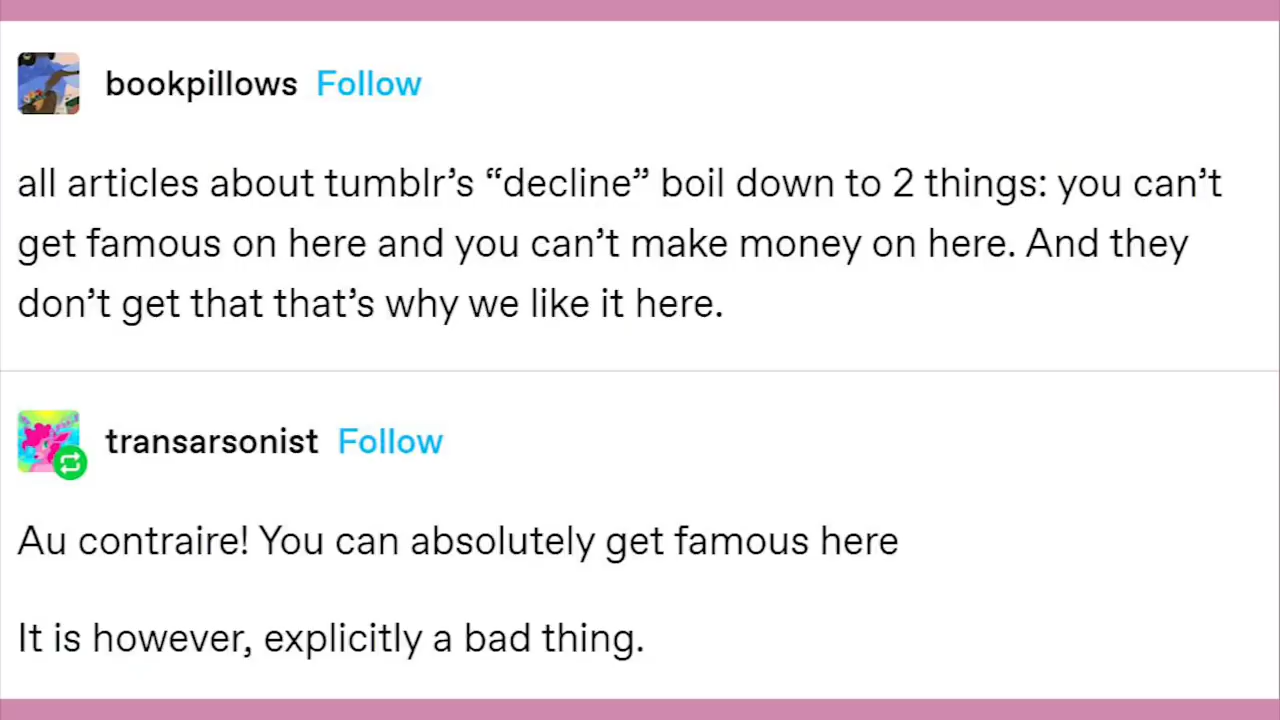 bookpillows Follow
all articles about tumblr’s “decline” boil down to 2 things: you can’t
get famous on here and you can’t make money on here. And they
don’t get that that’s why we like it here.
transarsonist Follow
Au contraire! You can absolutely get famous here
It is however, explicitly a bad thing.